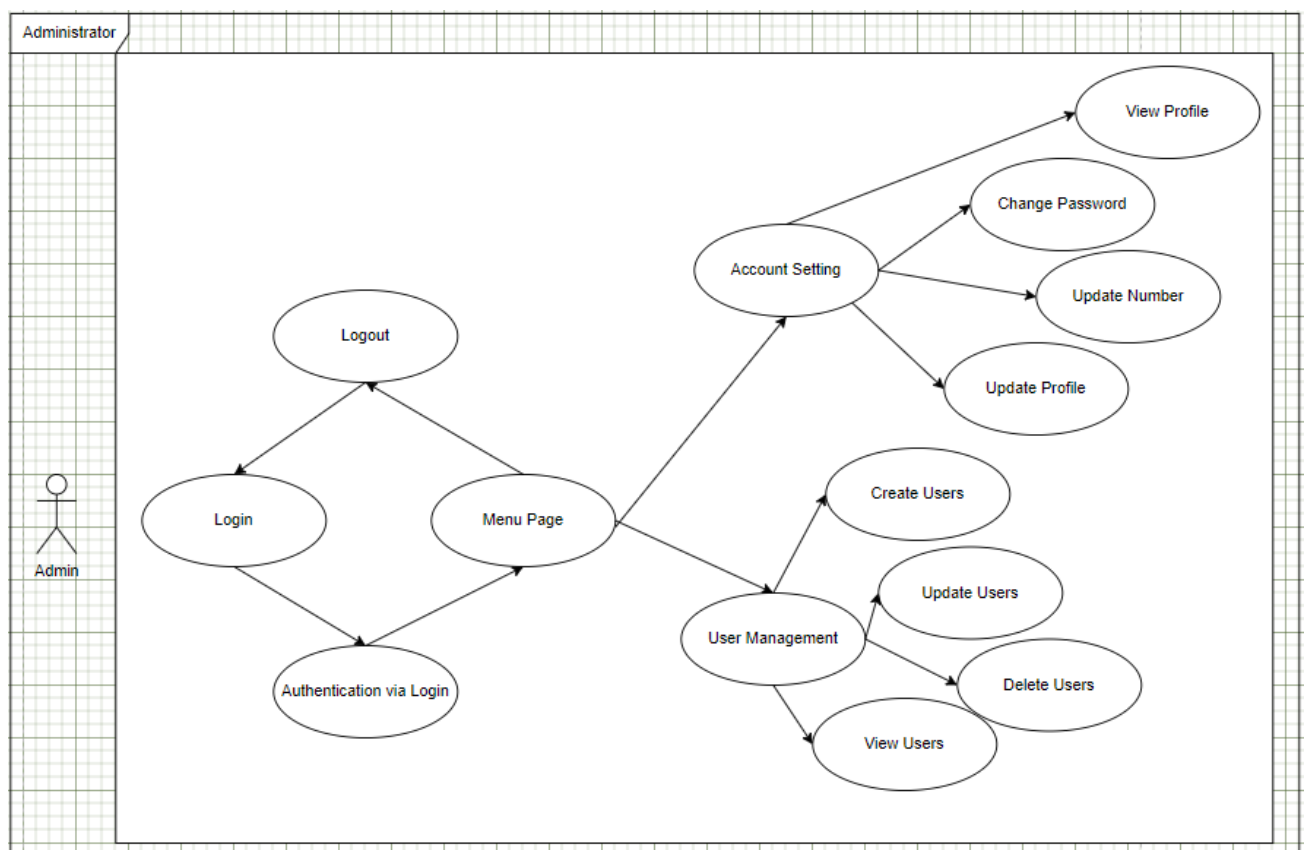 Administrator
View Profile
Change Password
Account Setting
Update Number
Logout
Update Profile
Create Users
Login
Menu Page
Admin
Update Users
User Management
Delete Users
Authentication via Login
View Users